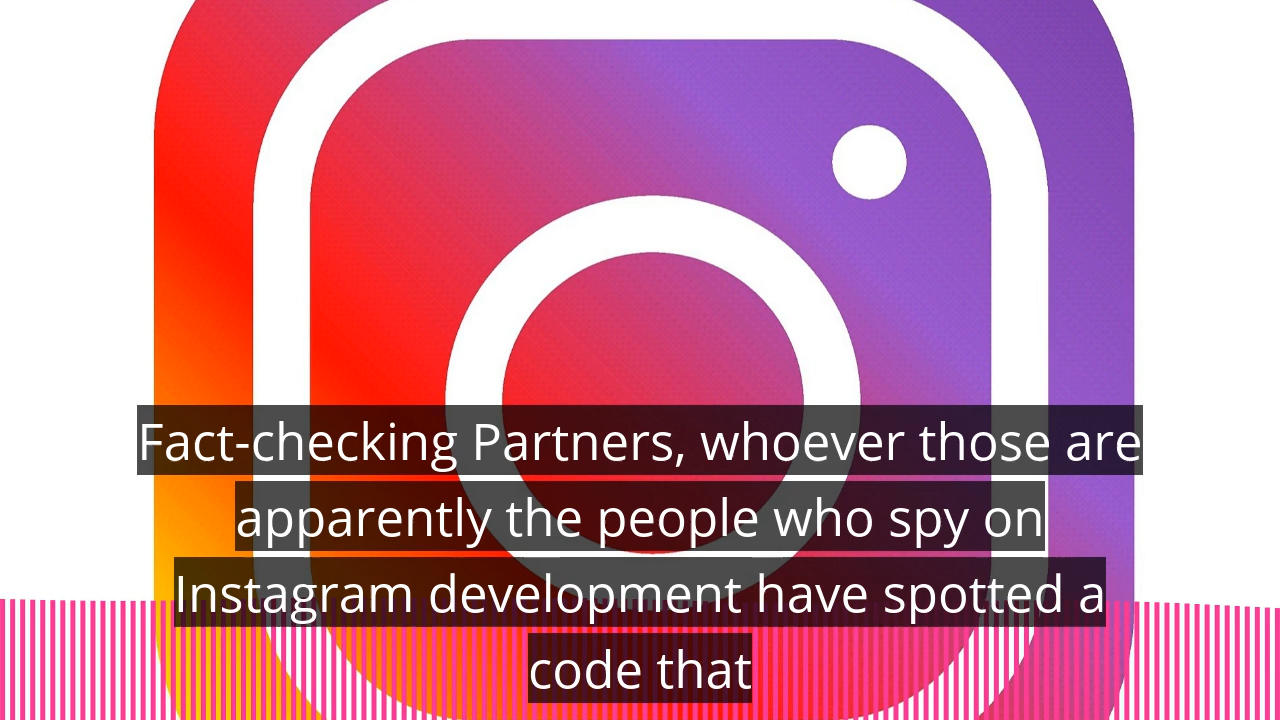 Fact-checking Partners, whoever those are
apparently the people who spy on
Instagram development have spotted a
code that